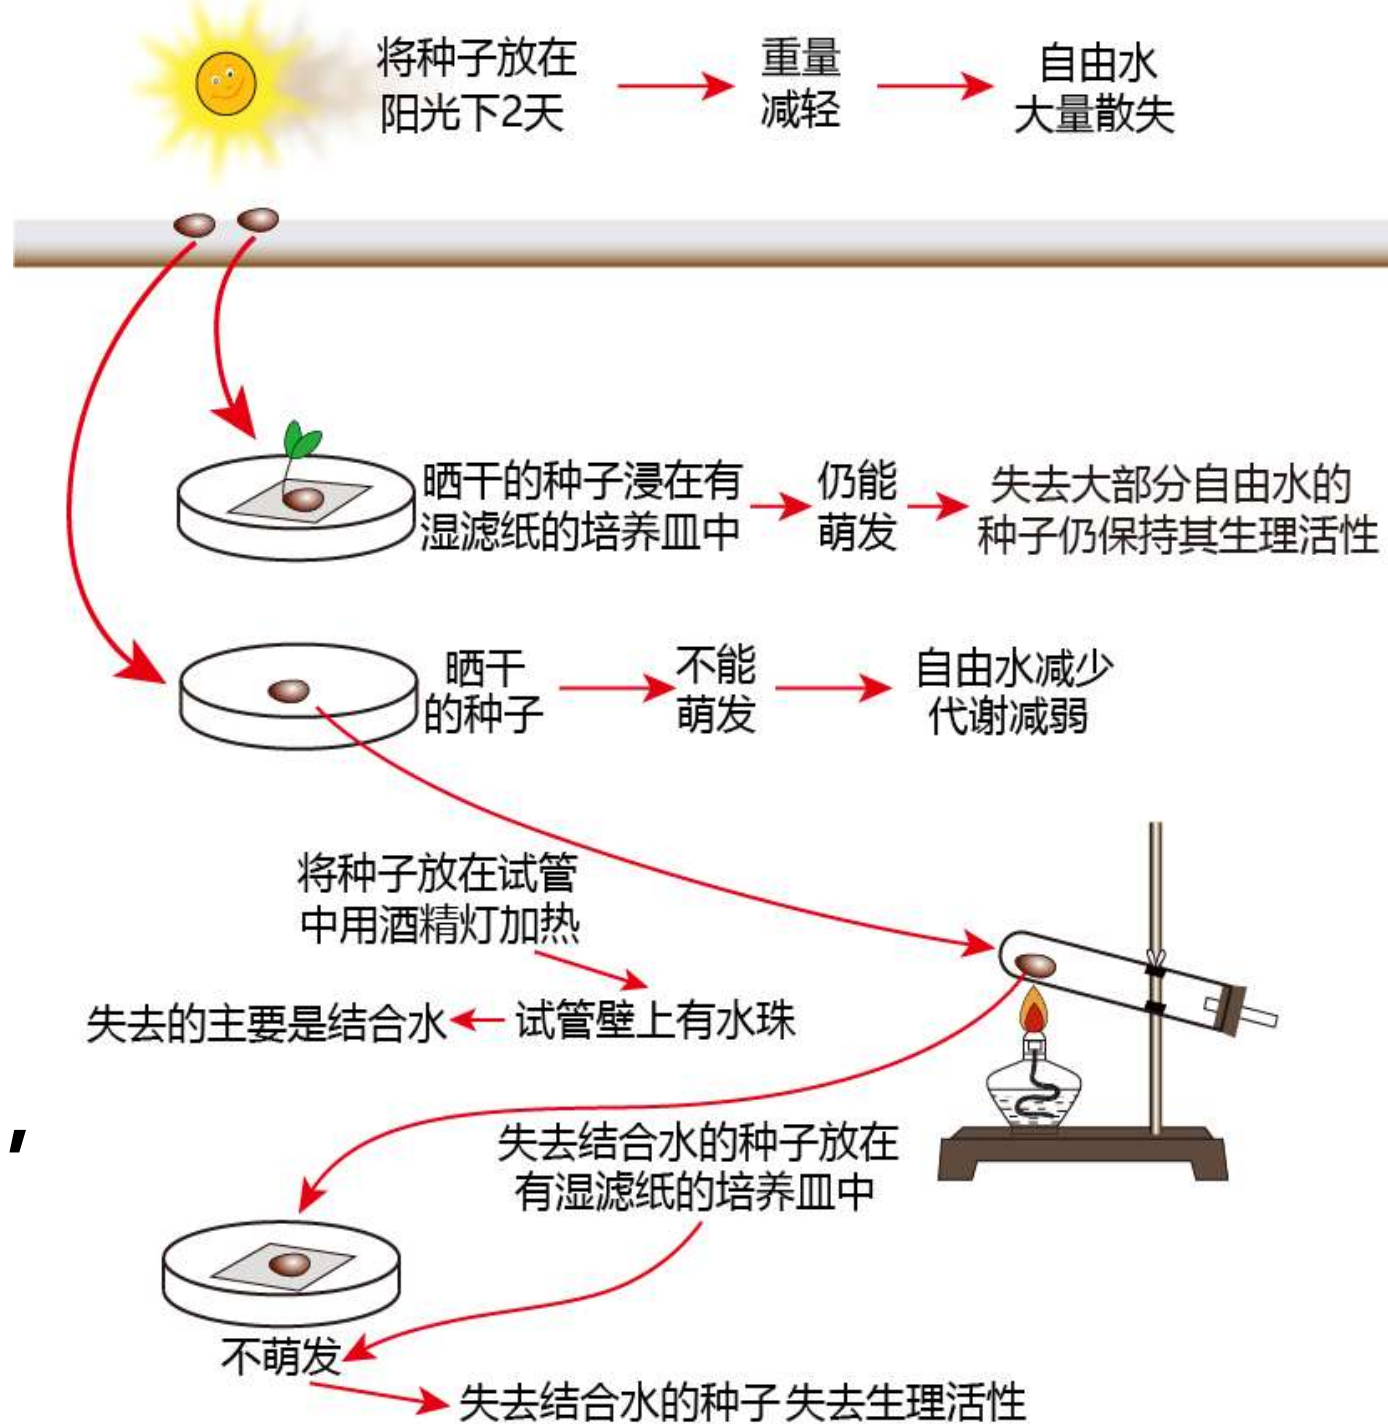 将种子放在
阳光下2天
重量
减轻
自由水
大量散失
晒干的种子浸在有
湿滤纸的培养皿中
仍能
萌发
失去大部分自由水的
种子仍保持其生理活性
晒干
的种子
不能
萌发
自由水减少
代谢减弱
将种子放在试管
中用酒精灯加热
试管壁上有水珠
失去的主要是结合水
,
失去结合水的种子放在
有湿滤纸的培养皿中
不萌发
失去结合水的种子失去生理活性